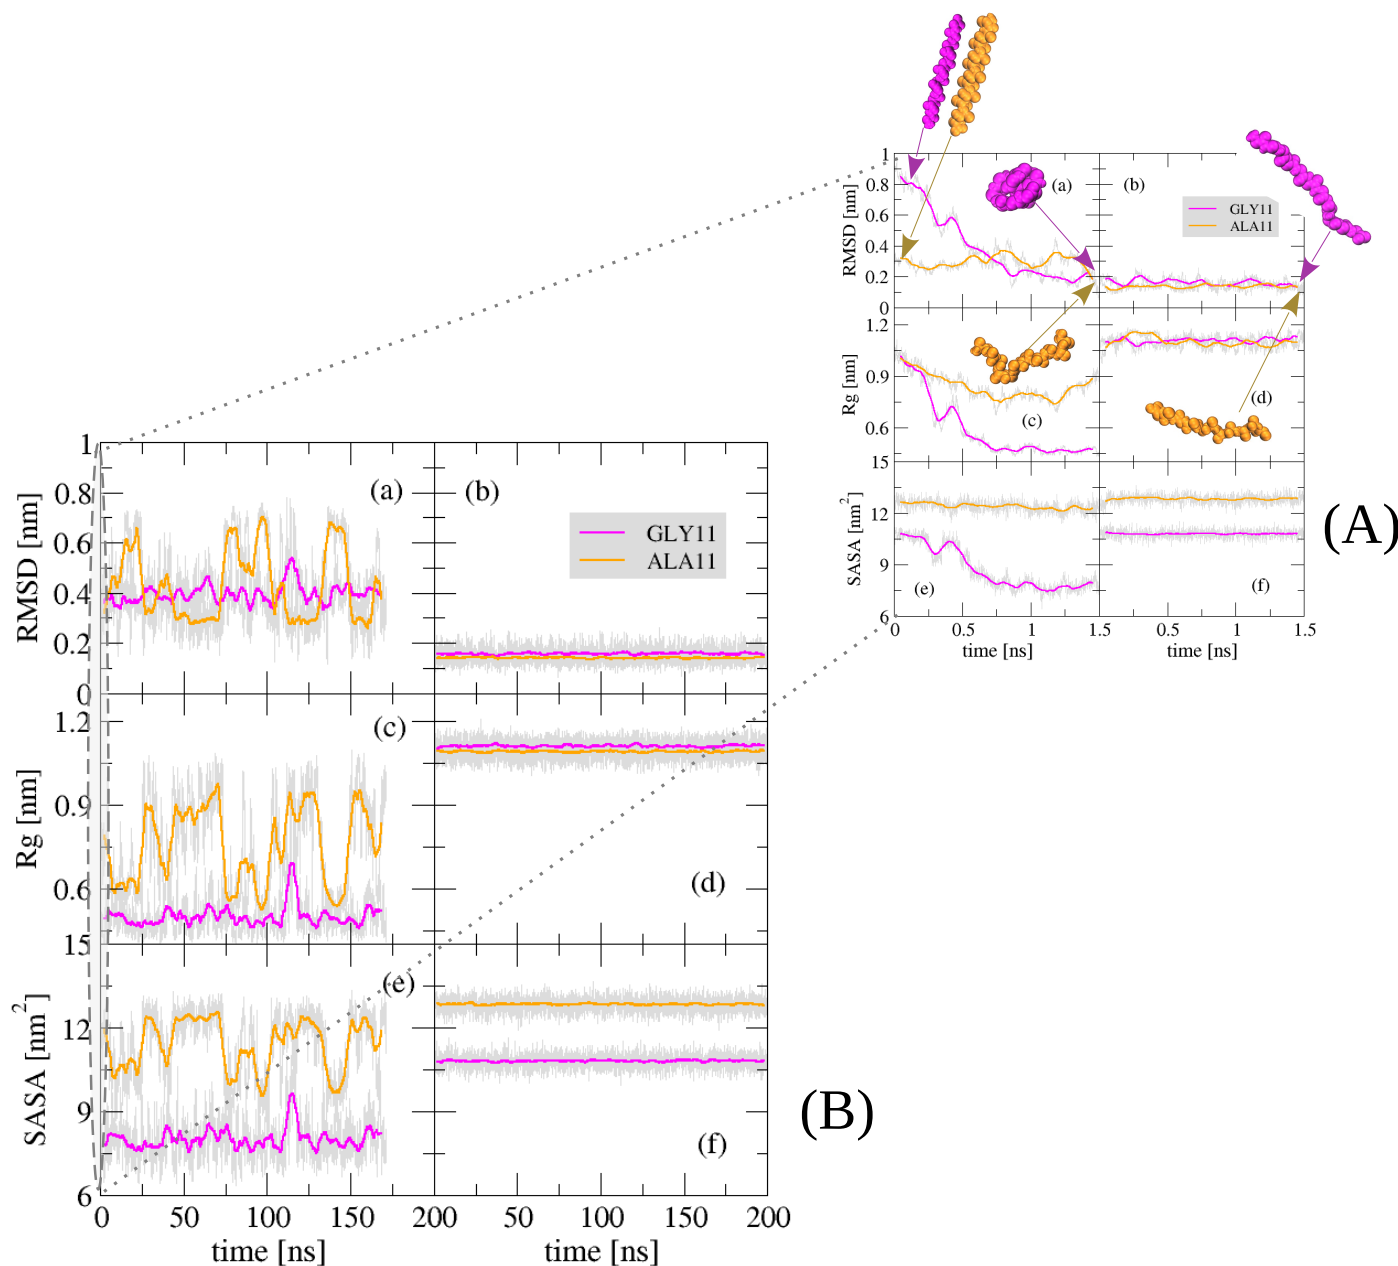 1
0.8
0.6
0.4
0.2
0
RMSD [nm]
(a)
(b)
GLY11
ALA11
1.2
0.9
0.6
Rg [nm]
(c)
(d)
15
12
9
6
SASA [nm²]
(e)
(f)
0 0.5 1 1.5 0.5 1 1.5
time [ns] time [ns]
(A)
1
0.8
0.6
0.4
0.2
0
RMSD [nm]
(a)
(b)
GLY11
ALA11
1.2
0.9
0.6
Rg [nm]
(c)
(d)
15
12
9
6
SASA [nm²]
(e)
(f)
0 50 100 150 200 50 100 150 200
time [ns] time [ns]
(B)